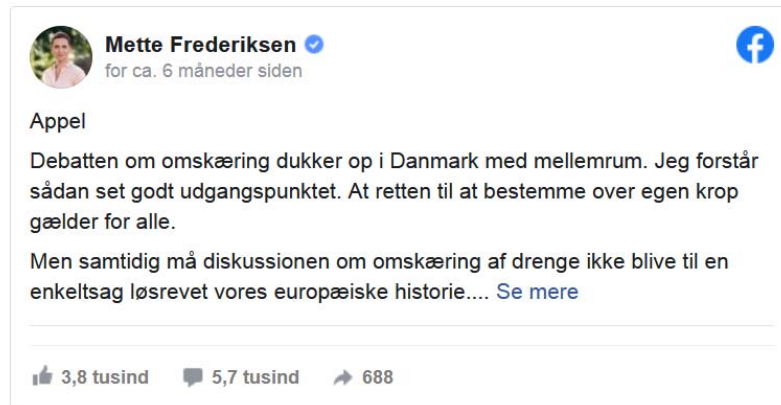 Mette Frederiksen
for ca. 6 måneder siden
Appel
Debatten om omskæring dukker op i Danmark med mellemrum. Jeg forstår
sådan set godt udgangspunktet. At retten til at bestemme over egen krop
gælder for alle.
Men samtidig må diskussionen om omskæring af drenge ikke blive til en
enkeltsag løsrevet vores europæiske historie.... Se mere
3,8 tusind 5,7 tusind 688